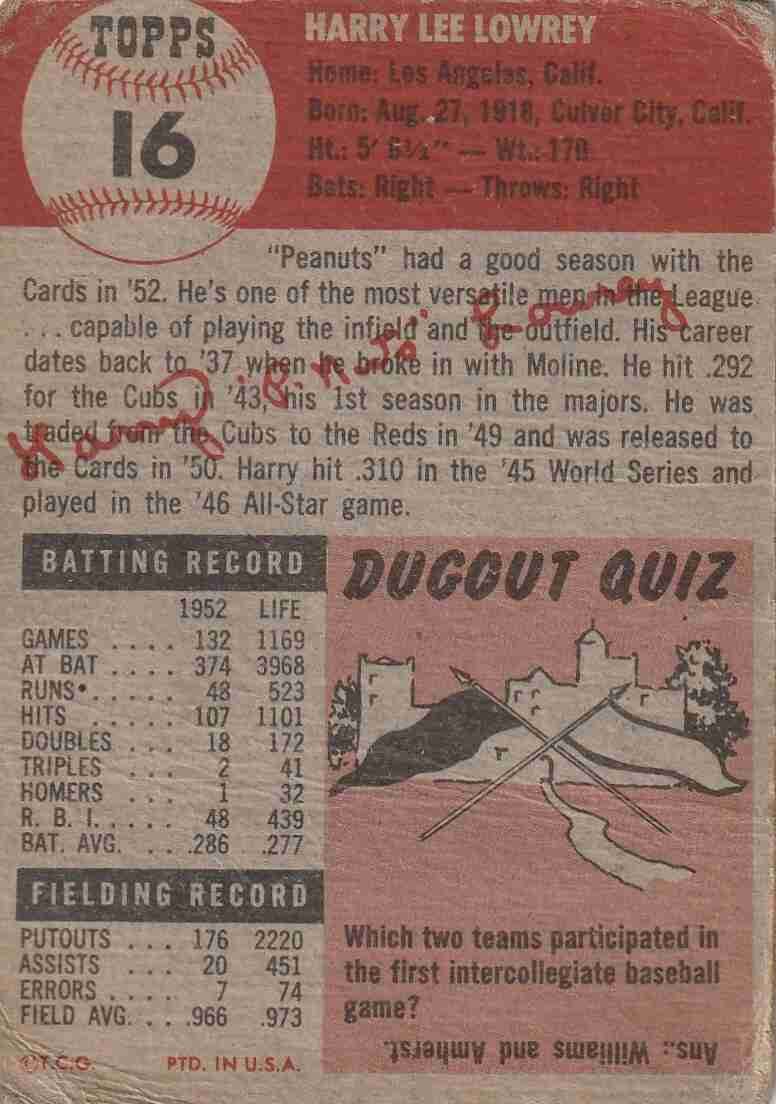 TOPPS
16
HARRY LEE LOWREY
Home: Los Angeles, Calif.
Born: Aug. 27, 1918, Culver City, Calif.
Ht.: 5' 6½" — Wt.: 170
Bats: Right — Throws: Right
"Peanuts" had a good season with the
Cards in '52. He's one of the most versatile men in the League
. . . capable of playing the infield and the outfield. His career
dates back to '37 when he broke in with Moline. He hit .292
for the Cubs in '43, his 1st season in the majors. He was
traded from the Cubs to the Reds in '49 and was released to
the Cards in '50. Harry hit .310 in the '45 World Series and
played in the '46 All-Star game.
Harry "P. Nuts" Lowrey
BATTING RECORD
1952 LIFE
GAMES . . . . 132 1169
AT BAT . . . . 374 3968
RUNS . . . . . 48 523
HITS . . . . . 107 1101
DOUBLES . . . 18 172
TRIPLES . . . 2 41
HOMERS . . . 1 32
R. B. I. . . . . 48 439
BAT. AVG. . . .286 .277
FIELDING RECORD
PUTOUTS . . . 176 2220
ASSISTS . . . 20 451
ERRORS . . . . 7 74
FIELD AVG. . . .966 .973
©T.C.G. PTD. IN U.S.A.
DUGOUT QUIZ
Which two teams participated in
the first intercollegiate baseball
game?
Ans.: Williams and Amherst.